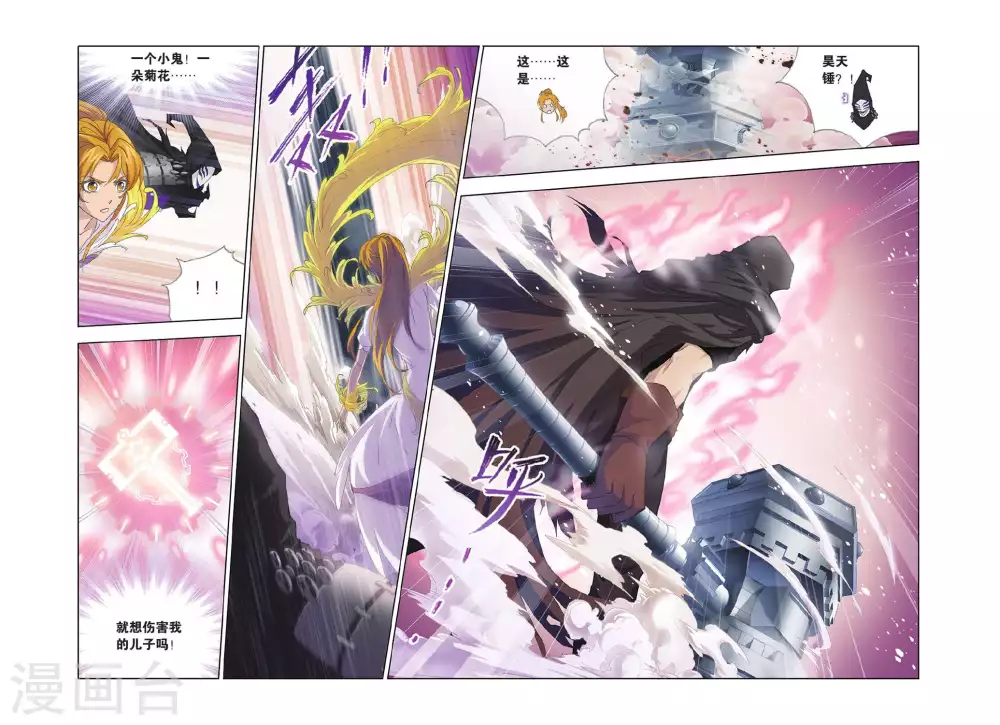 一个小鬼！一
朵菊花……
！！
就想伤害我
的儿子吗！
这……这
是……
昊天
锤？！
呼
漫画台